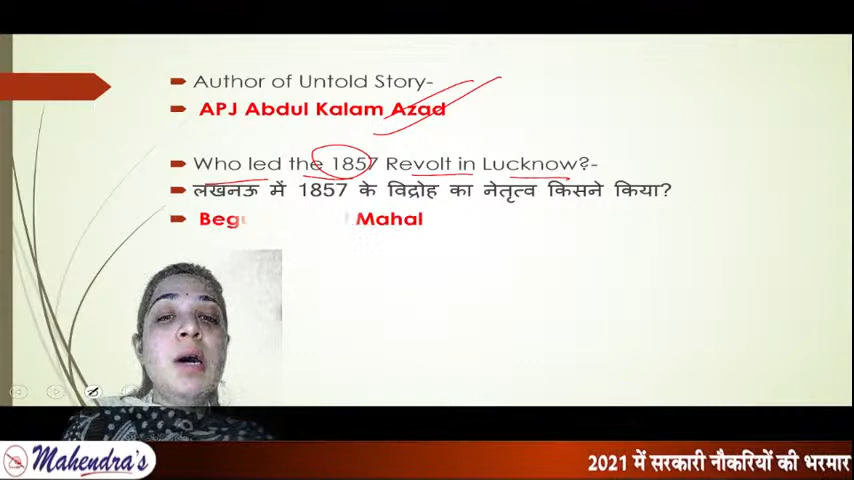 Author of Untold Story-
APJ Abdul Kalam Azad
Who led the 1857 Revolt in Lucknow?-
लखनऊ में 1857 के विद्रोह का नेतृत्व किसने किया?
Mahal
Mahendra's
2021 में सरकारी नौकरियों की भरमार